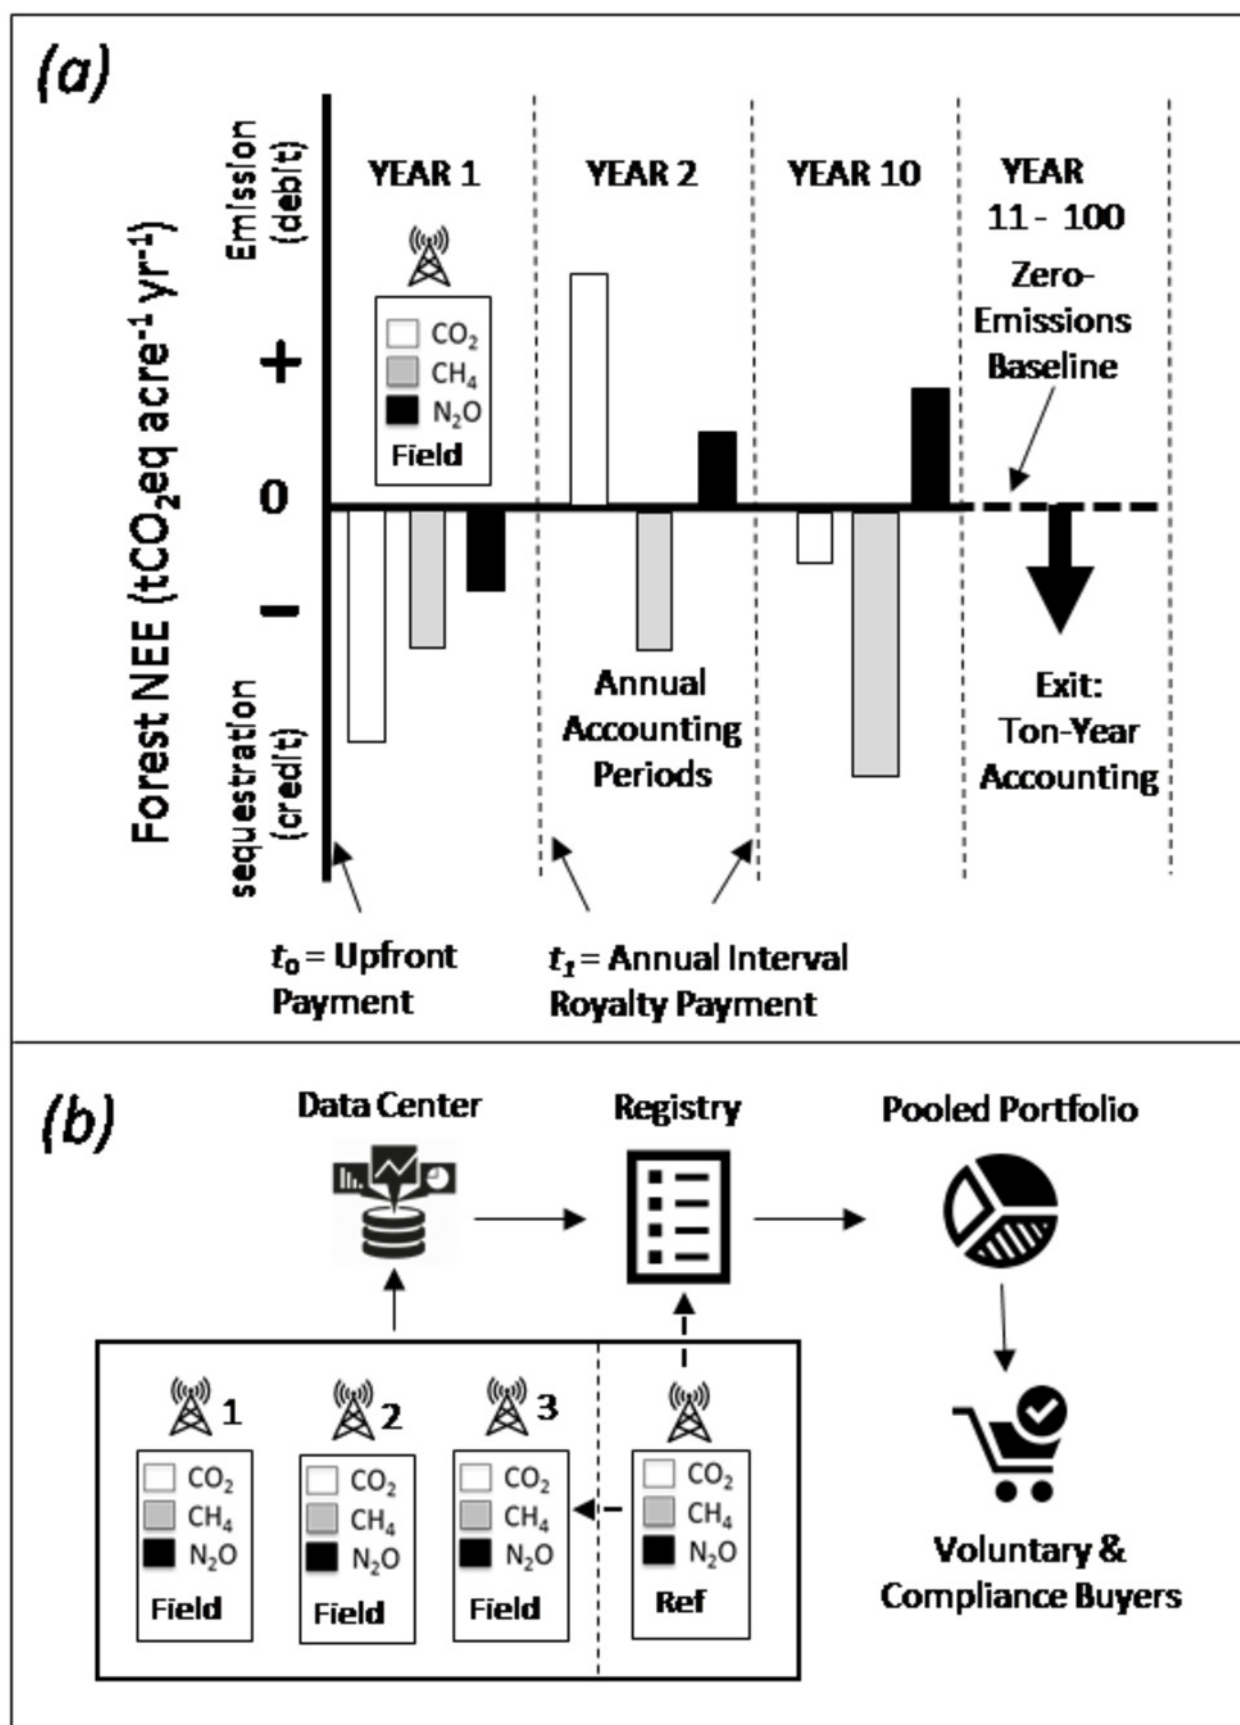 (a)
Forest NEE (tCO₂eq acre⁻¹ yr⁻¹)
Emission
(debit)
+
0
–
sequestration
(credit)
YEAR 1
YEAR 2
YEAR 10
YEAR
11 - 100
Zero-
Emissions
Baseline
CO₂
CH₄
N₂O
Field
Annual
Accounting
Periods
Exit:
Ton-Year
Accounting
t₀ = Upfront
Payment
t₁ = Annual Interval
Royalty Payment
(b)
Data Center
Registry
Pooled Portfolio
1
CO₂
CH₄
N₂O
Field
2
CO₂
CH₄
N₂O
Field
3
CO₂
CH₄
N₂O
Field
CO₂
CH₄
N₂O
Ref
Voluntary &
Compliance Buyers